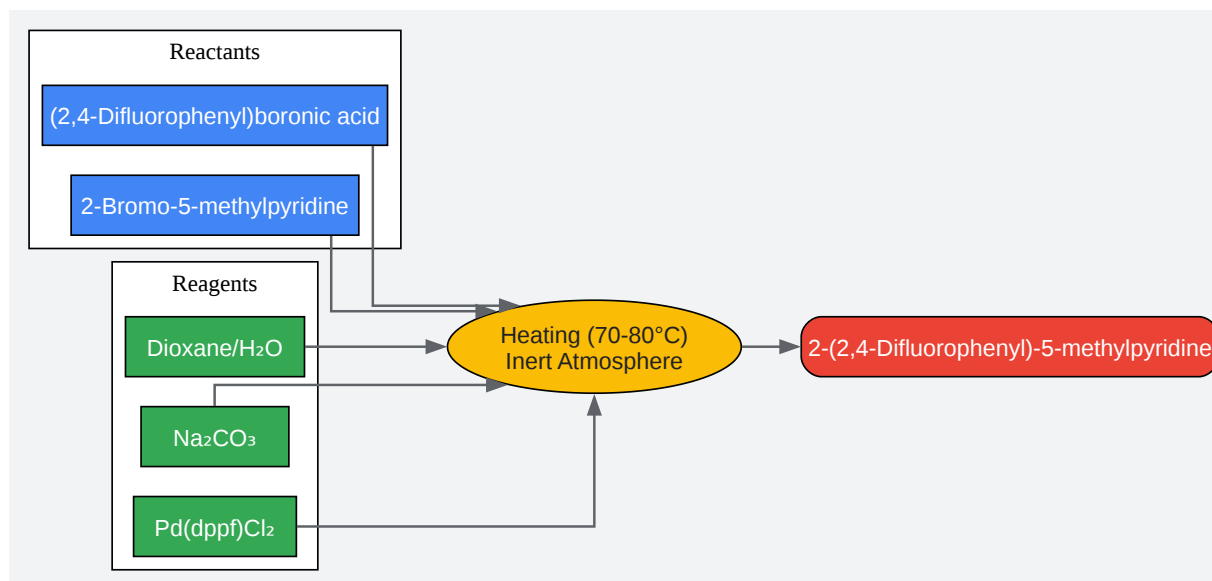 Reactants
(2,4-Difluorophenyl)boronic acid
2-Bromo-5-methylpyridine
Reagents
Dioxane/H₂O
Na₂CO₃
Pd(dppf)Cl₂
Heating (70-80°C)
Inert Atmosphere
2-(2,4-Difluorophenyl)-5-methylpyridine